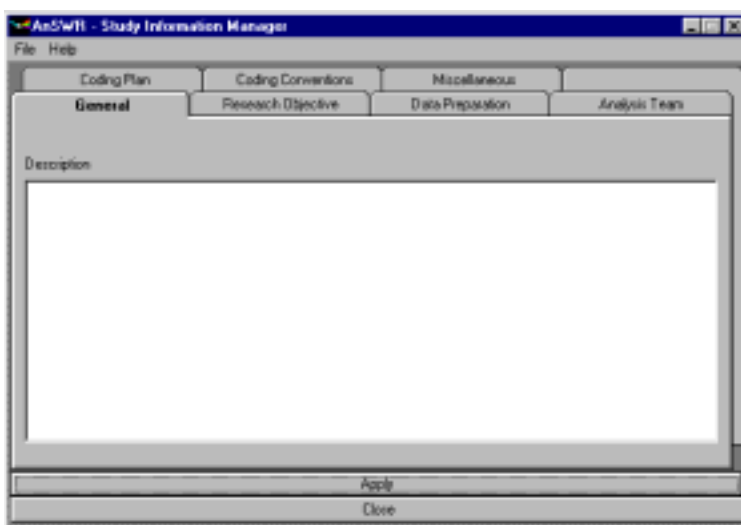 AnSWR - Study Information Manager
File Help
Coding Plan Coding Conventions Miscellaneous
General Research Objective Data Preparation Analysis Team
Description
Apply
Close